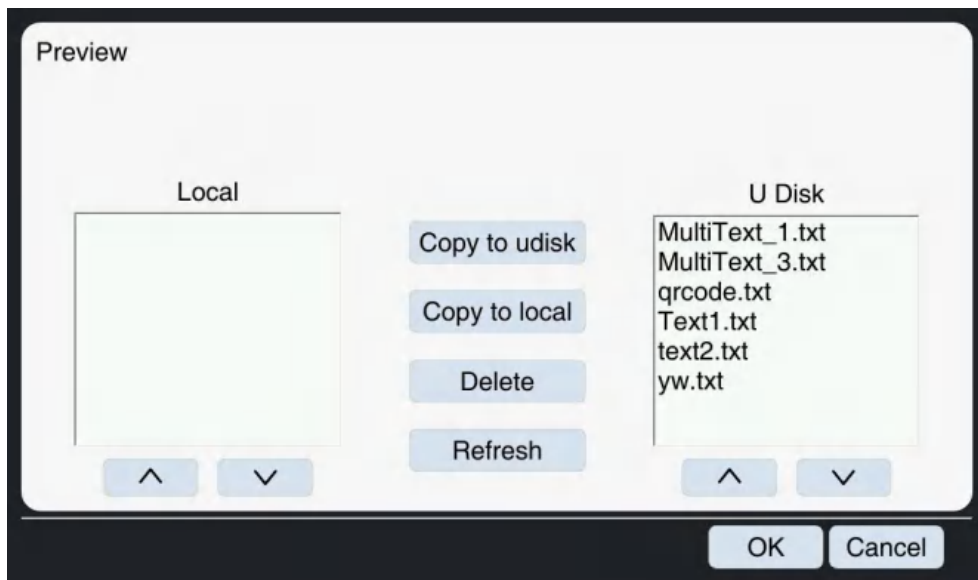 Preview
Local
U Disk
Copy to udisk
Copy to local
Delete
Refresh
MultiText_1.txt
MultiText_3.txt
qrcode.txt
Text1.txt
text2.txt
yw.txt
OK
Cancel